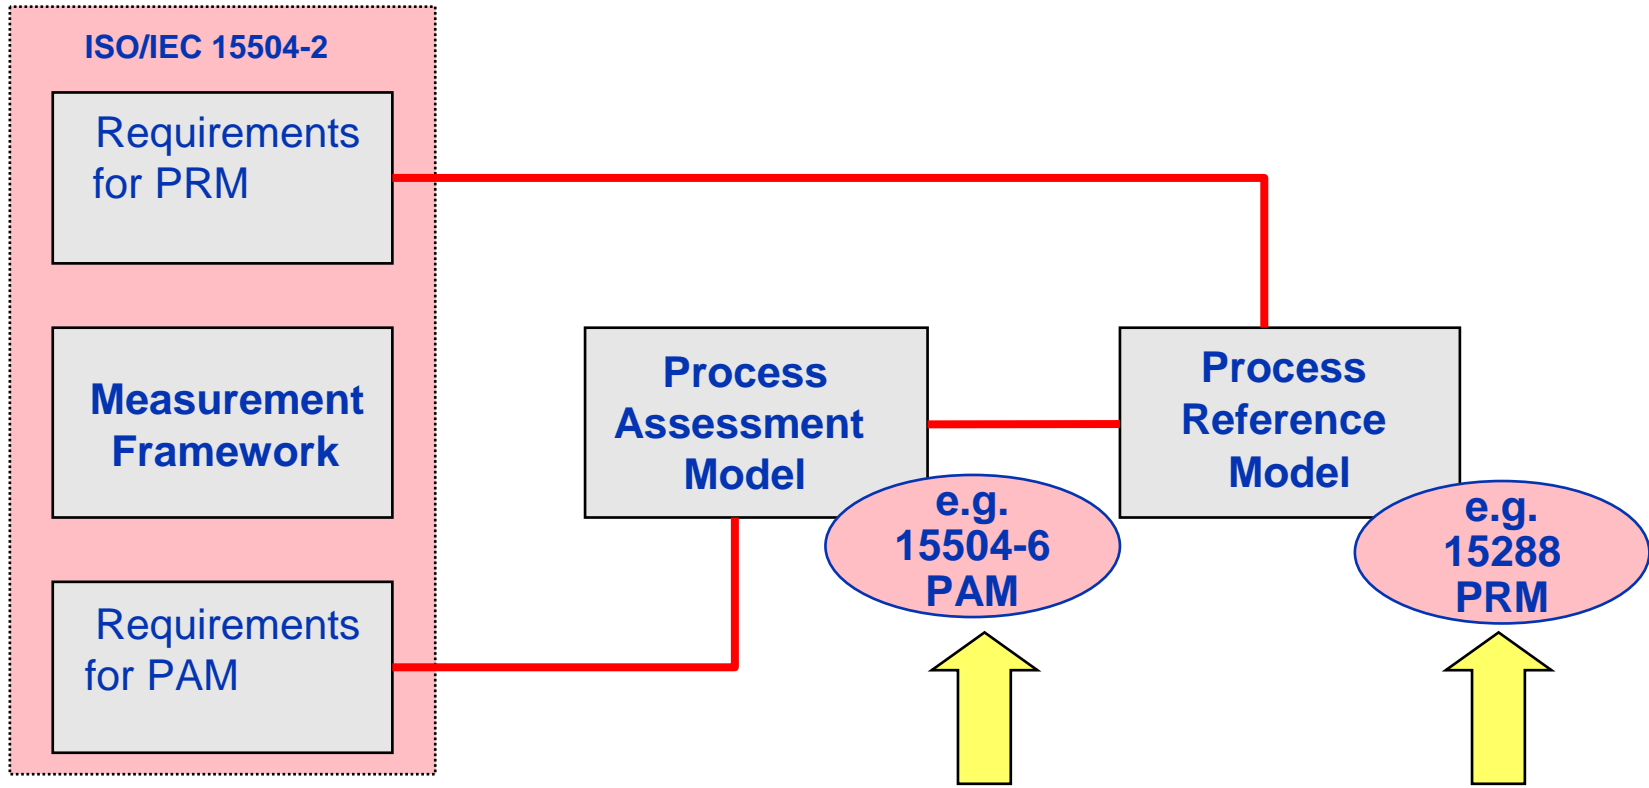 ISO/IEC 15504-2
Requirements
for PRM
Measurement
Framework
Requirements
for PAM
Process
Assessment
Model
e.g.
15504-6
PAM
Process
Reference
Model
e.g.
15288
PRM